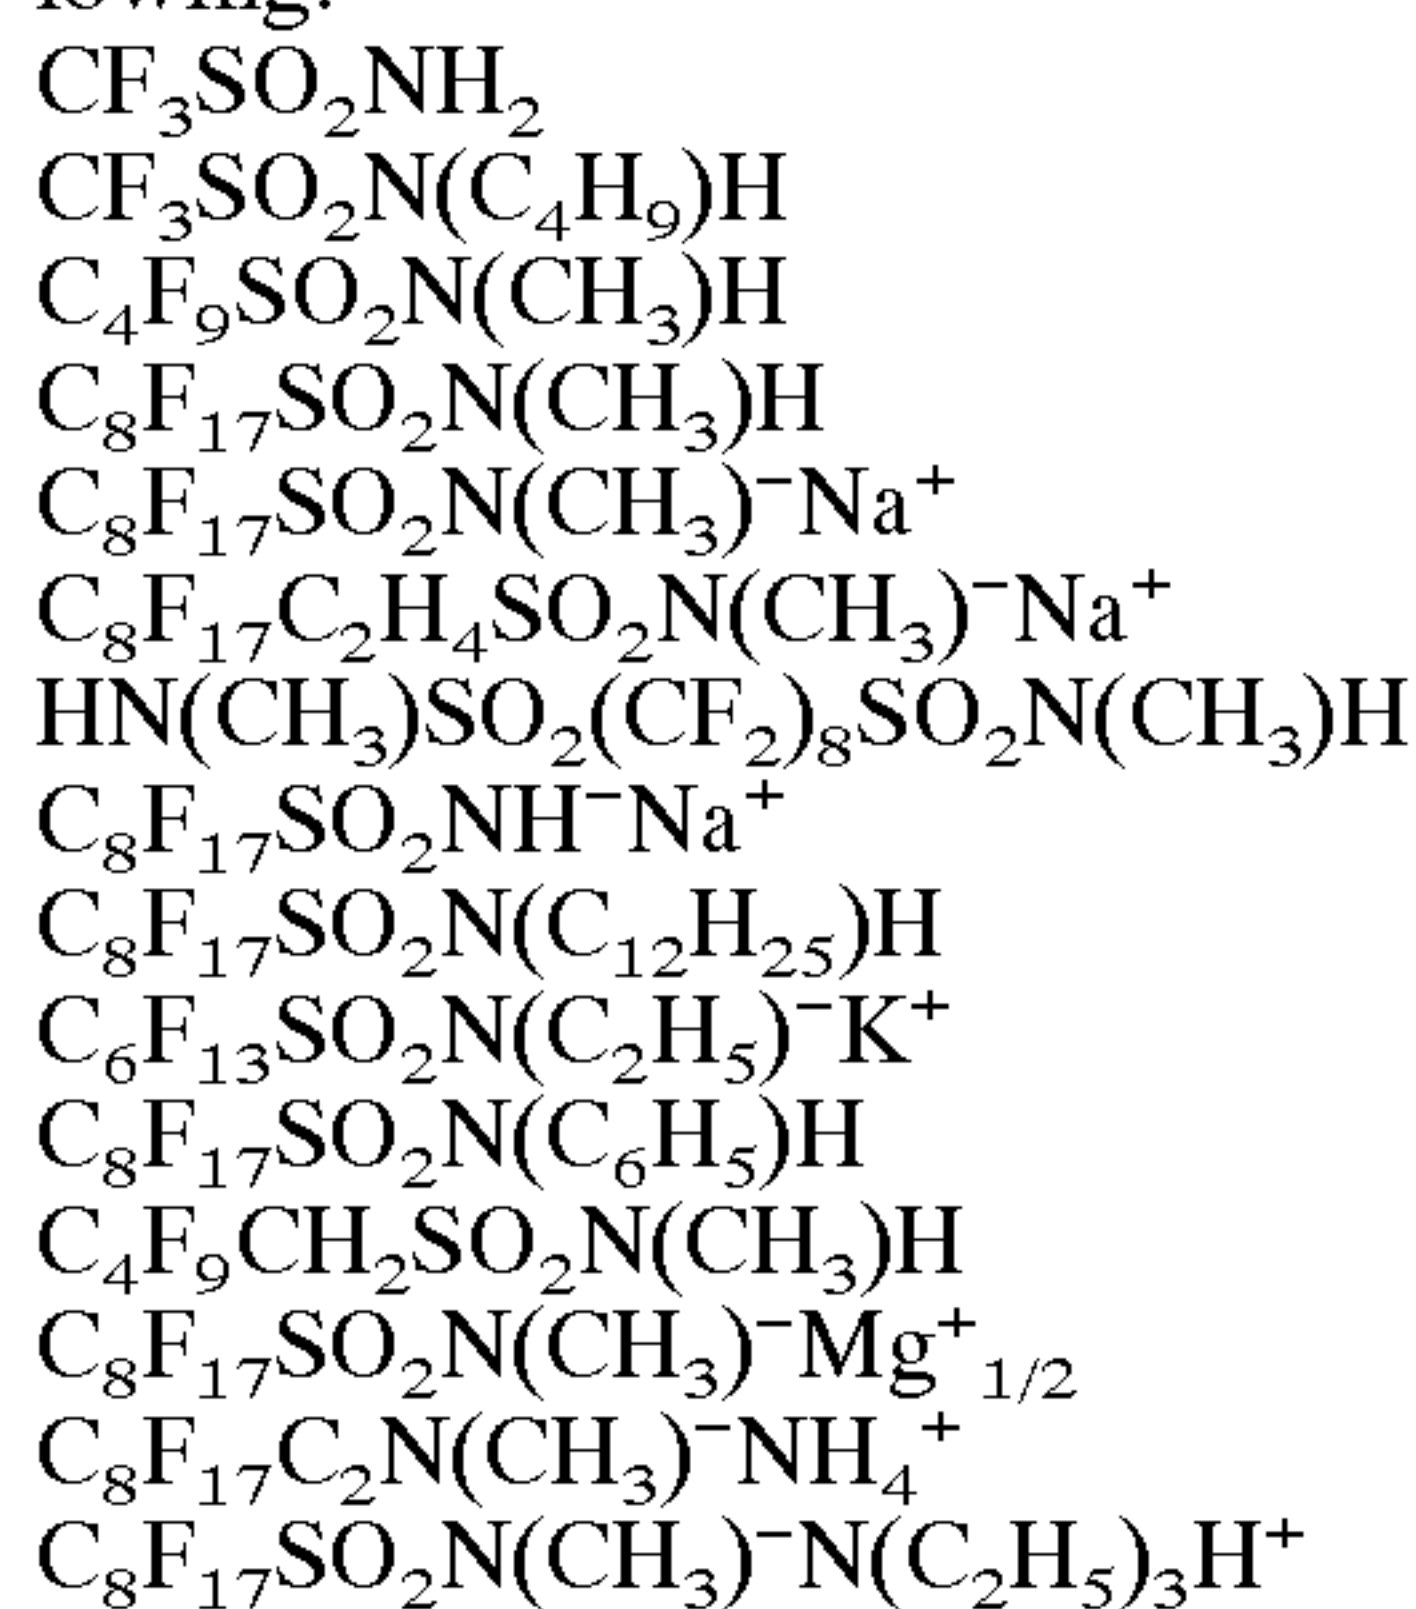 lowing:
CF₃SO₂NH₂
CF₃SO₂N(C₄H₉)H
C₄F₉SO₂N(CH₃)H
C₈F₁₇SO₂N(CH₃)H
C₈F₁₇SO₂N(CH₃)⁻Na⁺
C₈F₁₇C₂H₄SO₂N(CH₃)⁻Na⁺
HN(CH₃)SO₂(CF₂)₈SO₂N(CH₃)H
C₈F₁₇SO₂NH⁻Na⁺
C₈F₁₇SO₂N(C₁₂H₂₅)H
C₆F₁₃SO₂N(C₂H₅)⁻K⁺
C₈F₁₇SO₂N(C₆H₅)H
C₄F₉CH₂SO₂N(CH₃)H
C₈F₁₇SO₂N(CH₃)⁻Mg⁺₁/₂
C₈F₁₇C₂N(CH₃)⁻NH₄⁺
C₈F₁₇SO₂N(CH₃)⁻N(C₂H₅)₃H⁺